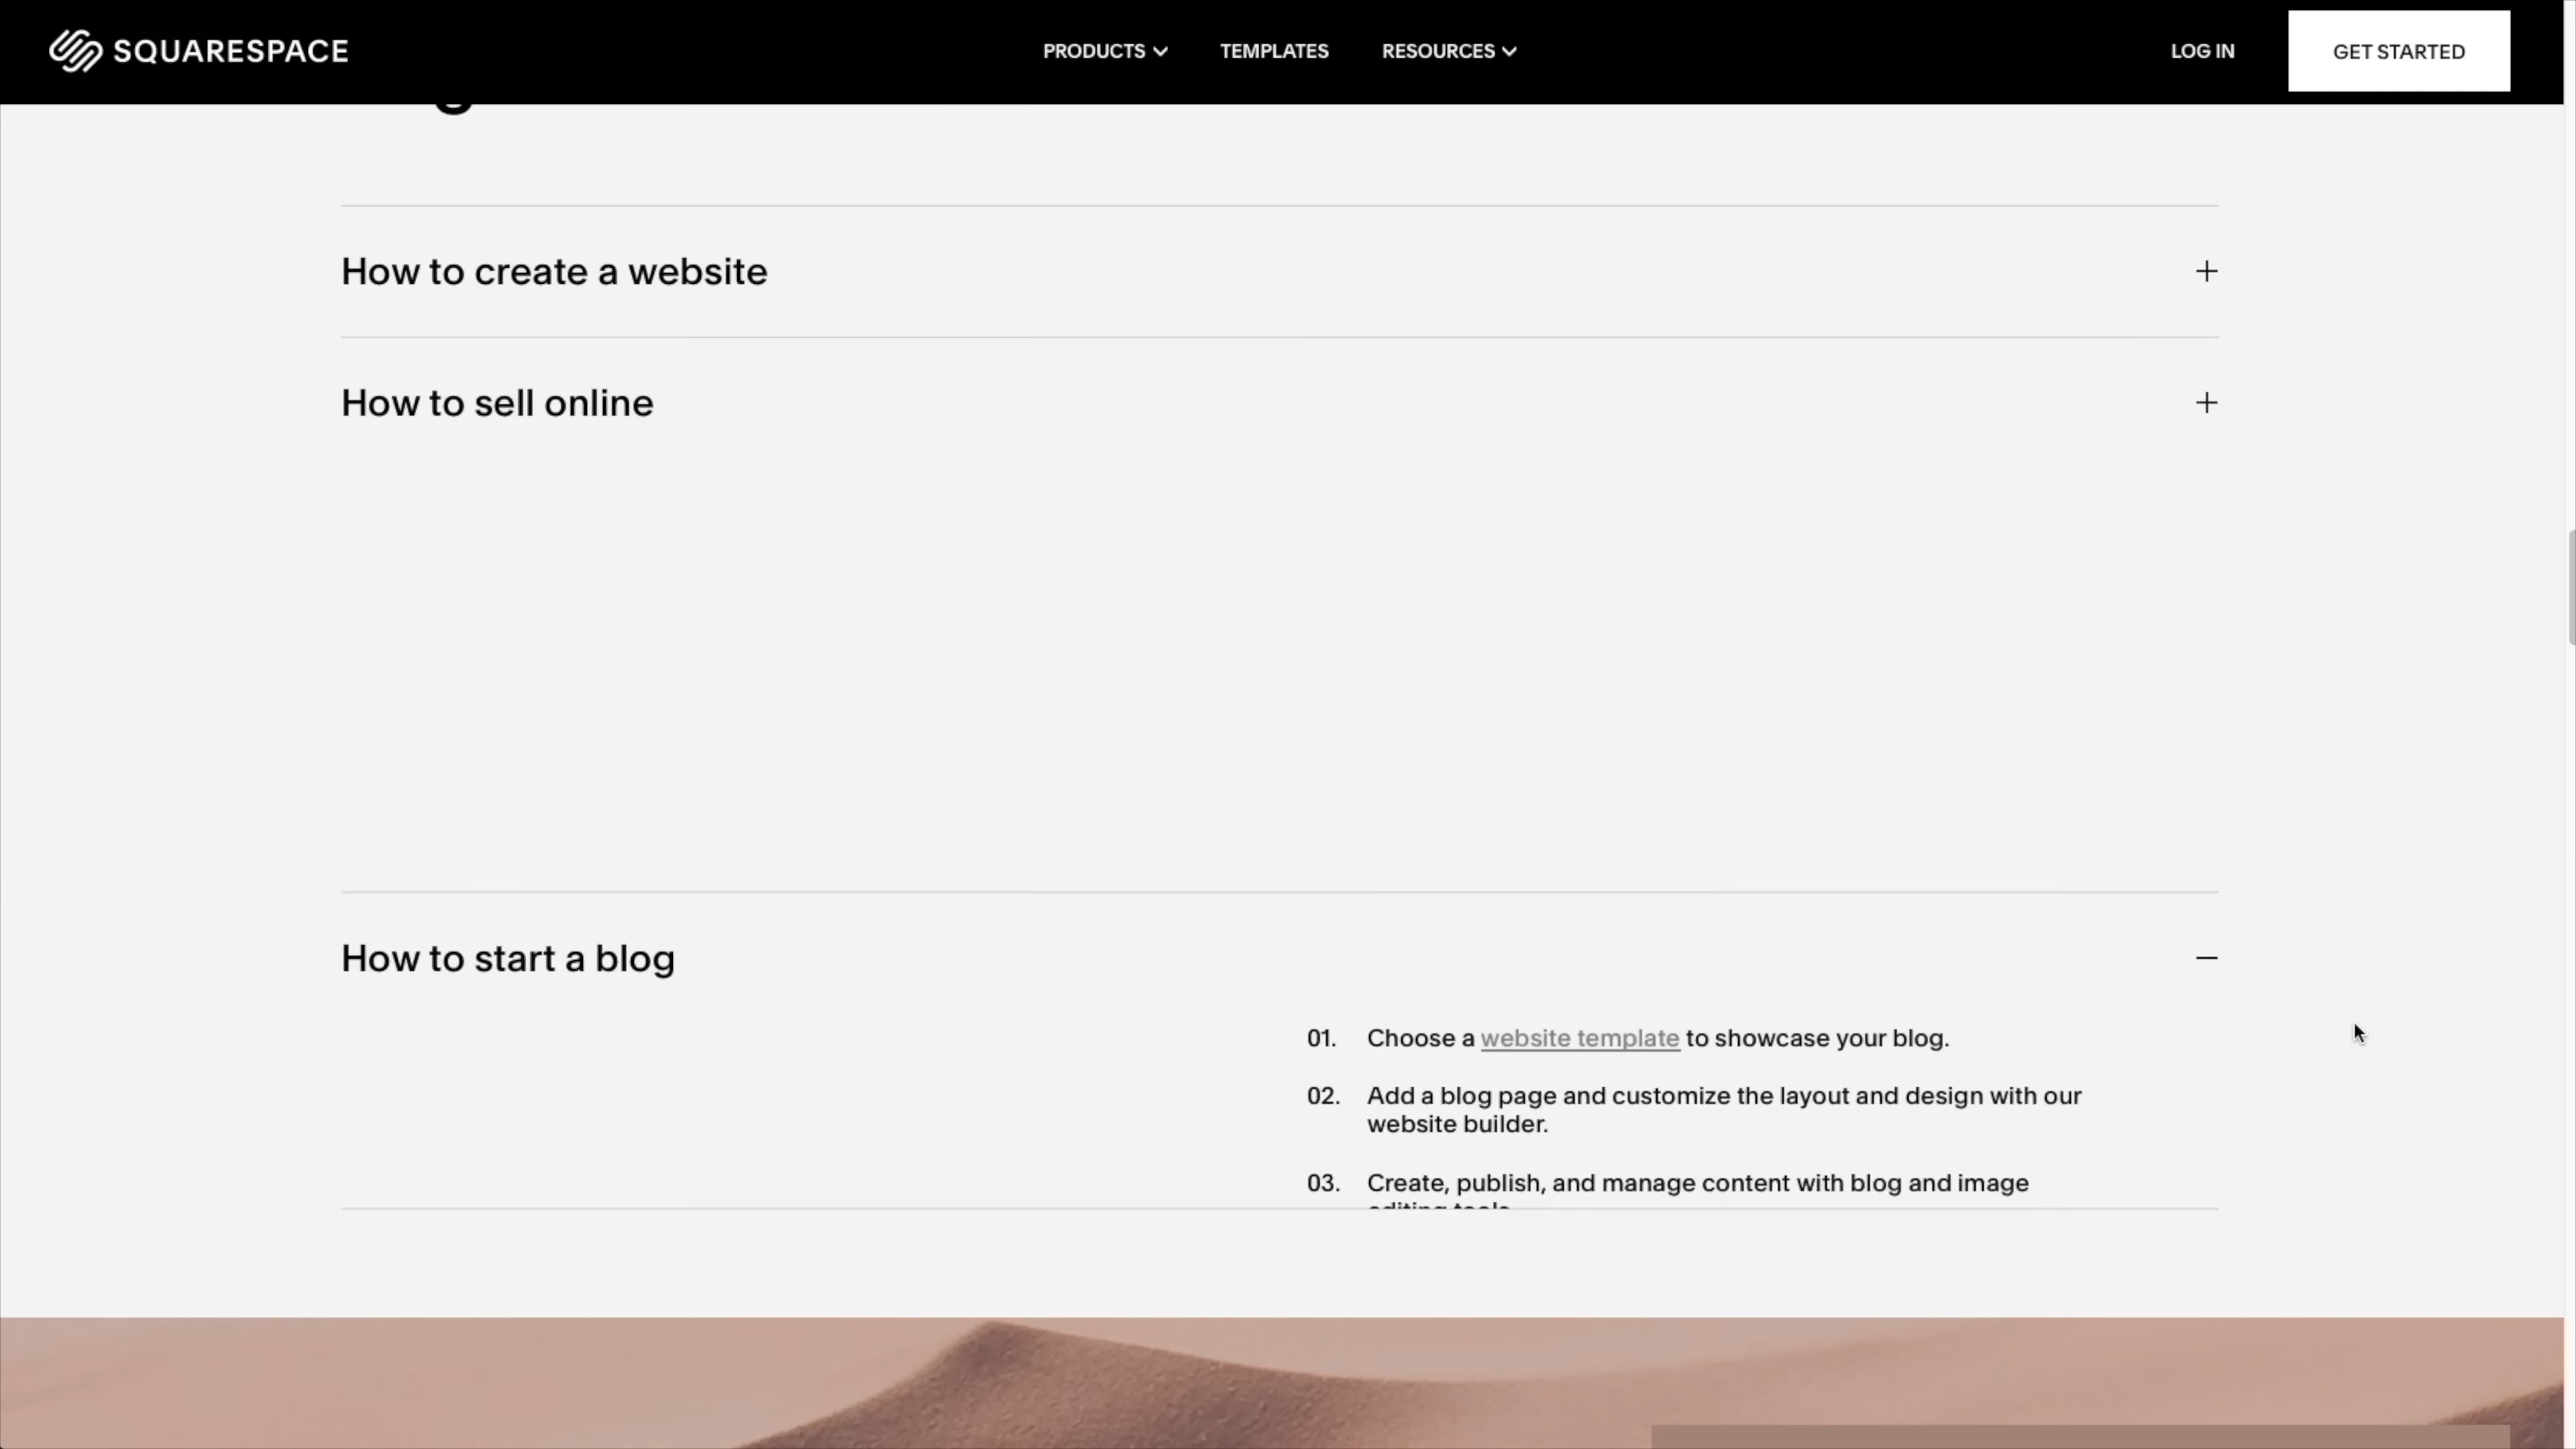 SQUARESPACE
PRODUCTS
TEMPLATES
RESOURCES
LOG IN
GET STARTED
How to create a website
How to sell online
How to start a blog
01. Choose a website template to showcase your blog.
02. Add a blog page and customize the layout and design with our
website builder.
03. Create, publish, and manage content with blog and image